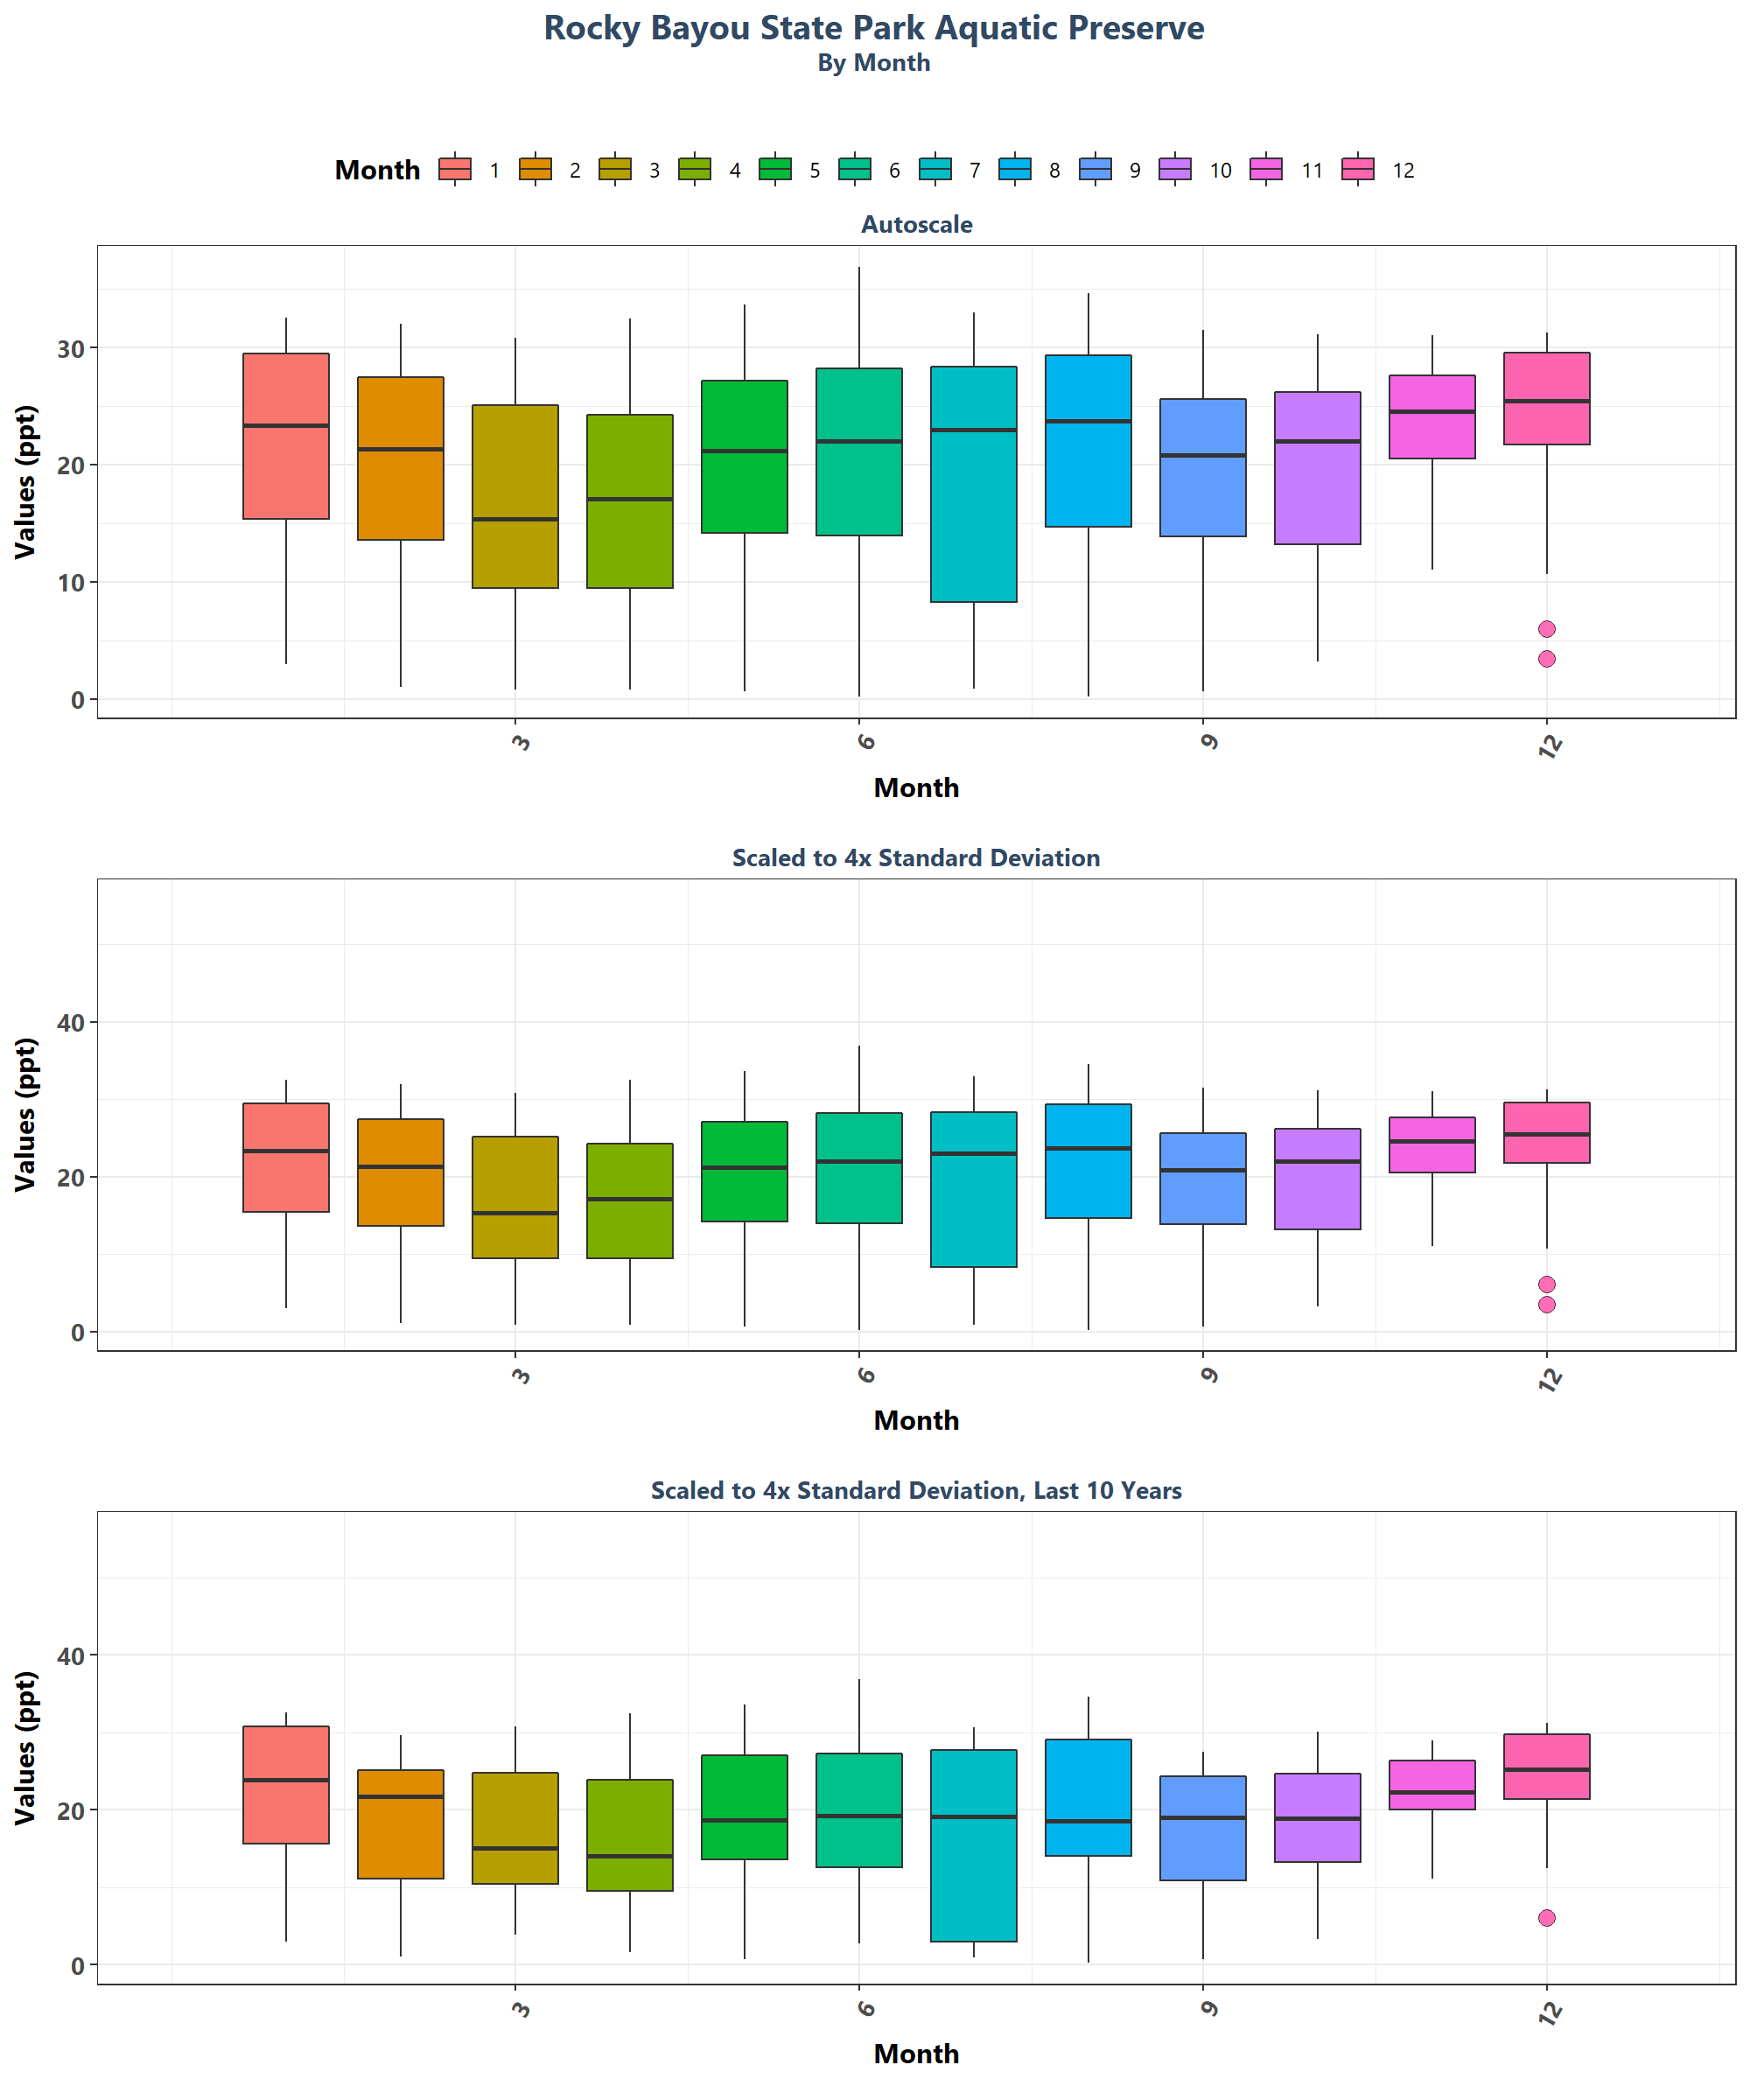 Rocky Bayou State Park Aquatic Preserve
By Month
Month 1 2 3 4 5 6 7 8 9 10 11 12
Autoscale
Values (ppt)
30
20
10
0
3 6 9 12
Month
Scaled to 4x Standard Deviation
Values (ppt)
40
20
0
3 6 9 12
Month
Scaled to 4x Standard Deviation, Last 10 Years
Values (ppt)
40
20
0
3 6 9 12
Month